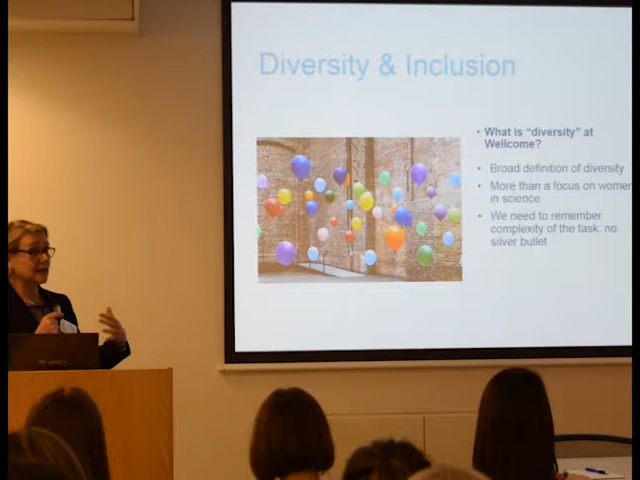 Diversity & Inclusion
• What is "diversity" at
Wellcome?
• Broad definition of diversity
• More than a focus on women
in science
• We need to remember
complexity of the task: no
silver bullet